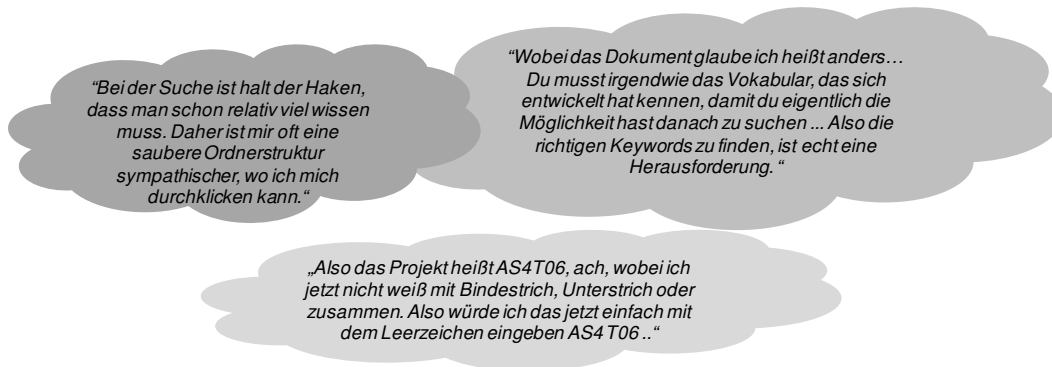 “Bei der Suche ist halt der Haken,
dass man schon relativ viel wissen
muss. Daher ist mir oft eine
saubere Ordnerstruktur
sympathischer, wo ich mich
durchklicken kann.“
“Wobei das Dokument glaube ich heißt anders…
Du musst irgendwie das Vokabular, das sich
entwickelt hat kennen, damit du eigentlich die
Möglichkeit hast danach zu suchen ... Also die
richtigen Keywords zu finden, ist echt eine
Herausforderung. “
„Also das Projekt heißt AS4T06, ach, wobei ich
jetzt nicht weiß mit Bindestrich, Unterstrich oder
zusammen. Also würde ich das jetzt einfach mit
dem Leerzeichen eingeben AS4 T06 ..“